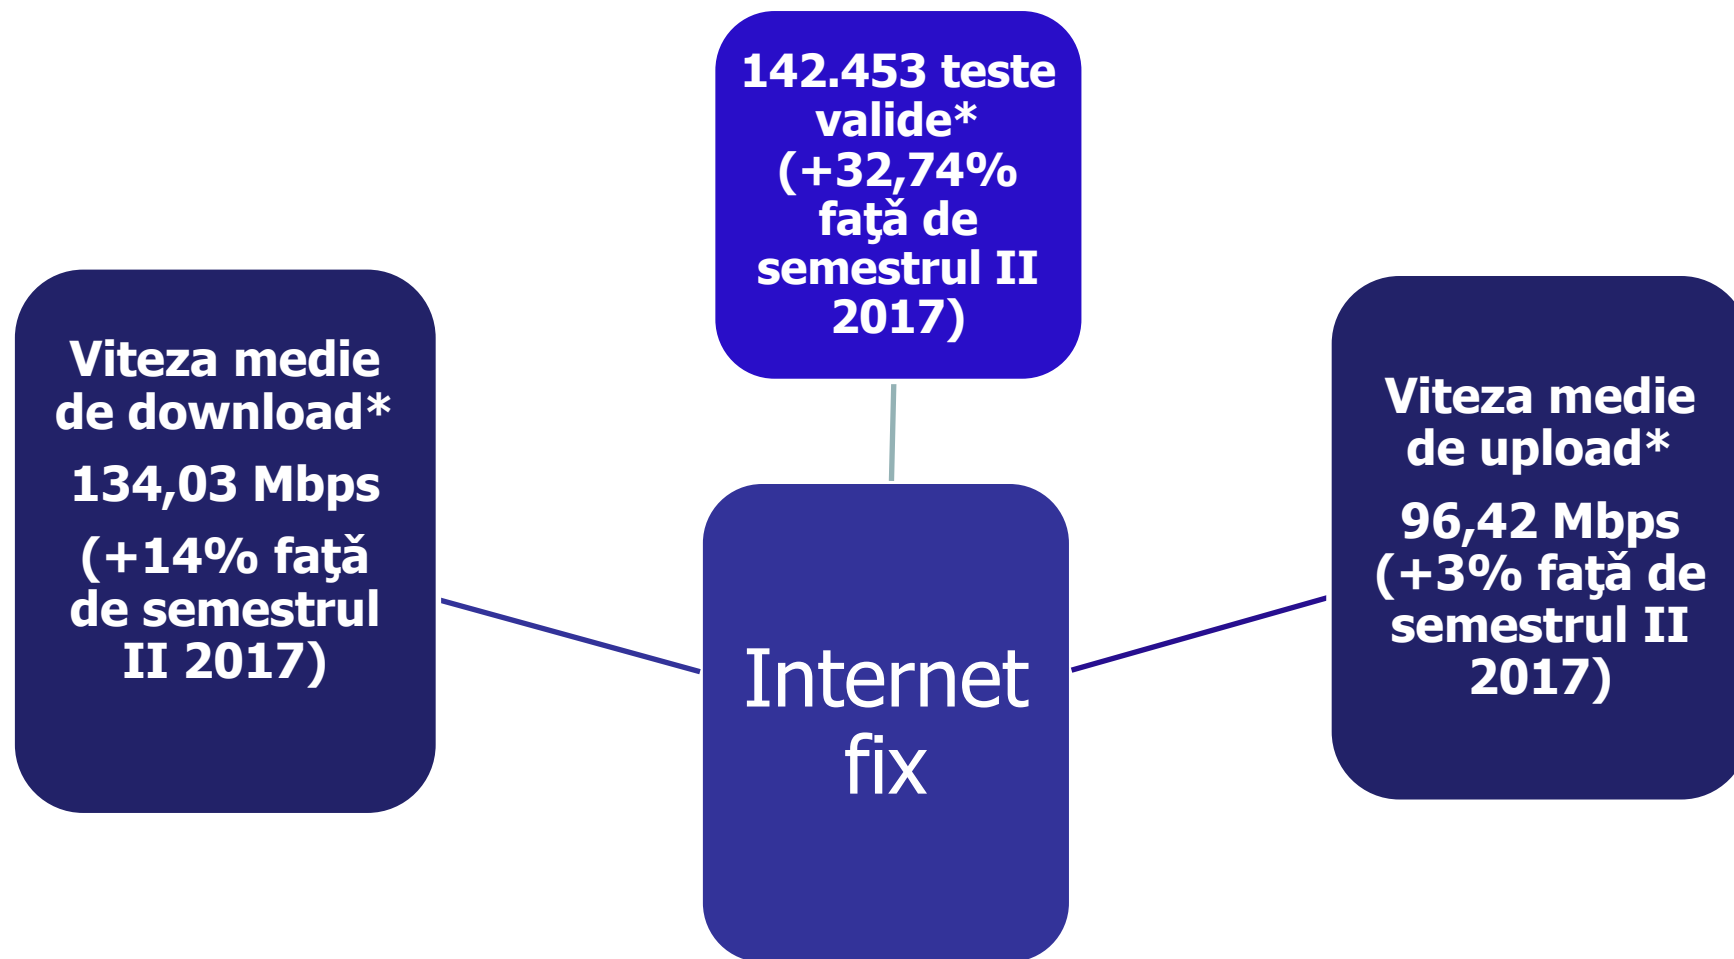 142.453 teste
valide*
(+32,74%
faţă de
semestrul II
2017)
Viteza medie
de download*
134,03 Mbps
(+14% faţă
de semestrul
II 2017)
Viteza medie
de upload*
96,42 Mbps
(+3% faţă de
semestrul II
2017)
Internet
fix